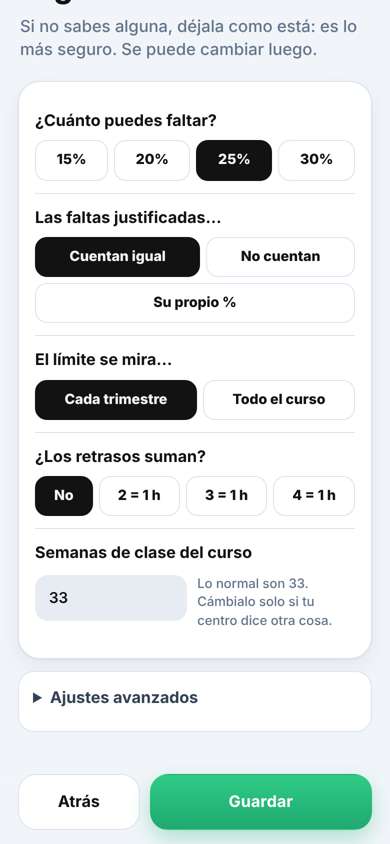 Si no sabes alguna, déjala como está: es lo
más seguro. Se puede cambiar luego.
¿Cuánto puedes faltar?
15% 20% 25% 30%
Las faltas justificadas...
Cuentan igual No cuentan
Su propio %
El límite se mira...
Cada trimestre Todo el curso
¿Los retrasos suman?
No 2 = 1 h 3 = 1 h 4 = 1 h
Semanas de clase del curso
33
Lo normal son 33.
Cámbialo solo si tu
centro dice otra cosa.
Ajustes avanzados
Atrás Guardar